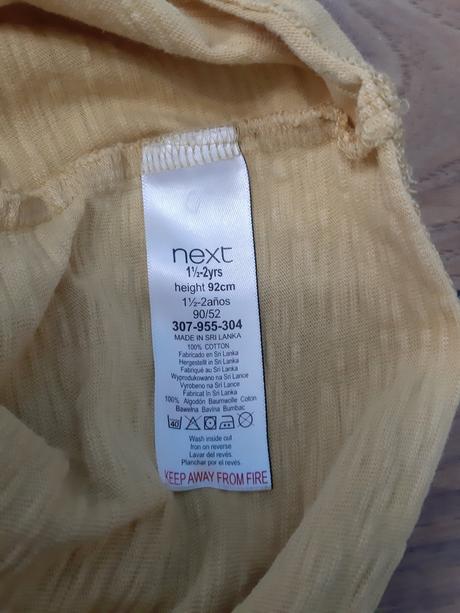 next
1½-2yrs
height 92cm
1½-2años
90/52
307-955-304
MADE IN SRI LANKA
100% COTTON
Fabricado en Sri Lanka
Hergestellt in Sri Lanka
Fabriqué au Sri Lanka
Wyprodukowano na Sri Lance
Vyrobeno na Sri Lance
Fabricat în Sri Lanka
100% Algodón Baumwolle Coton
Bawełna Bavlna Bumbac
40
Wash inside out
Iron on reverse
Lavar del revés.
Planchar por el revés.
KEEP AWAY FROM FIRE